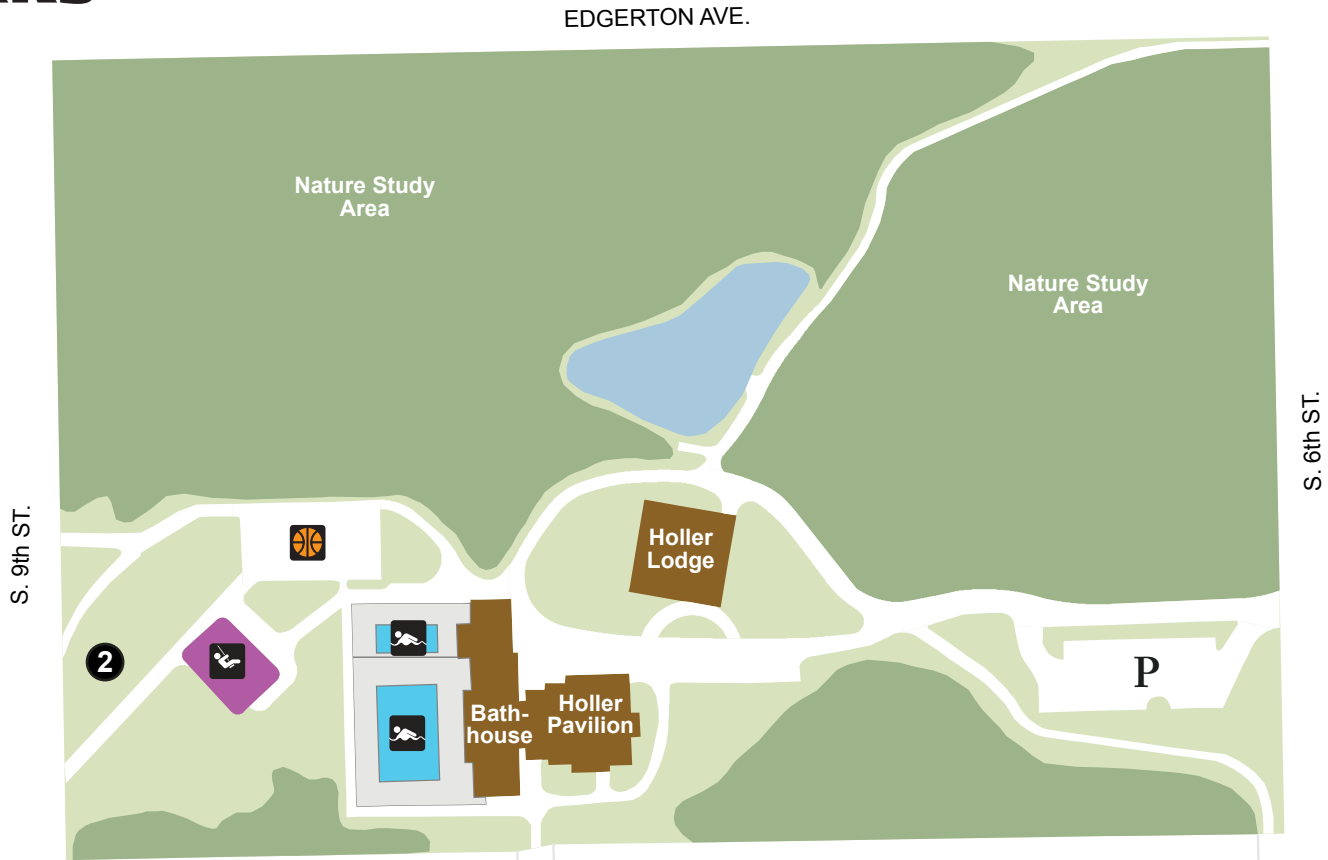 EDGERTON AVE.
Nature Study
Area
Nature Study
Area
S. 6th ST.
S. 9th ST.
Holler
Lodge
2
P
Bath-
house
Holler
Pavilion